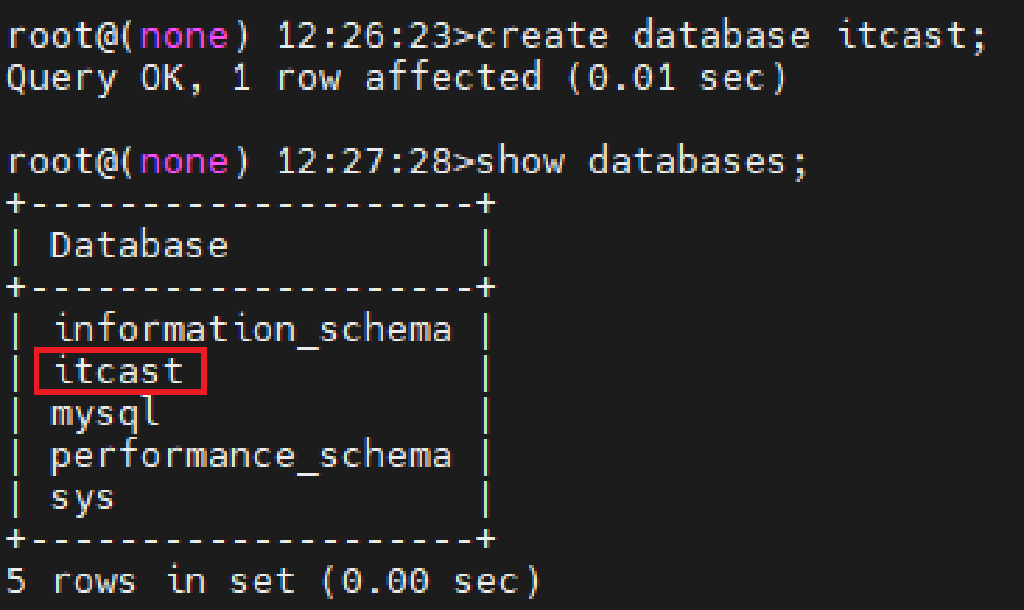 root@(none) 12:26:23>create database itcast;
Query OK, 1 row affected (0.01 sec)
root@(none) 12:27:28>show databases;
+--------------------+
| Database           |
+--------------------+
| information_schema |
| itcast             |
| mysql              |
| performance_schema |
| sys                |
+--------------------+
5 rows in set (0.00 sec)